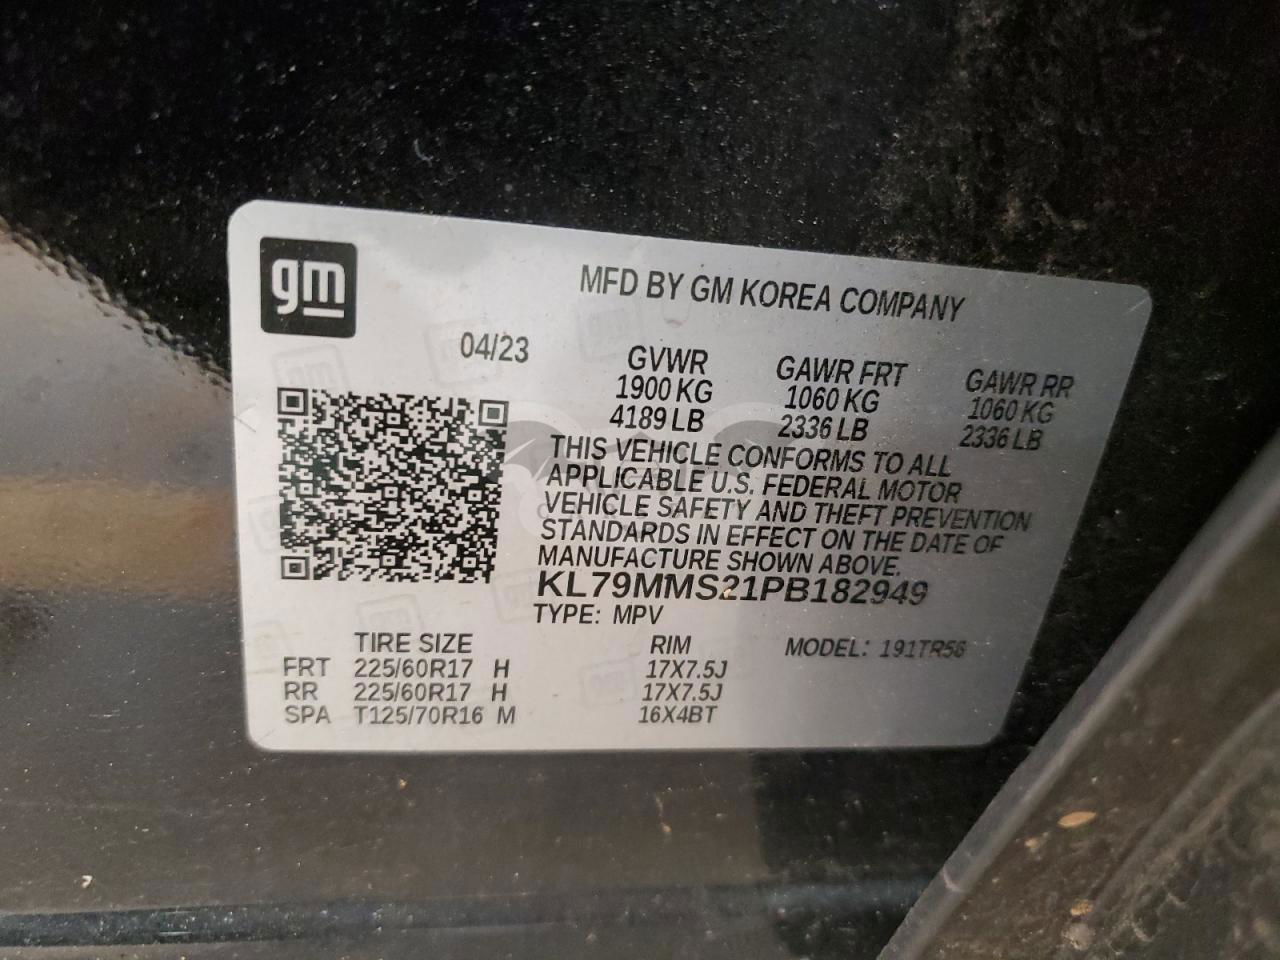 gm
MFD BY GM KOREA COMPANY
04/23
GVWR GAWR FRT GAWR RR
1900 KG 1060 KG 1060 KG
4189 LB 2336 LB 2336 LB
THIS VEHICLE CONFORMS TO ALL
APPLICABLE U.S. FEDERAL MOTOR
VEHICLE SAFETY AND THEFT PREVENTION
STANDARDS IN EFFECT ON THE DATE OF
MANUFACTURE SHOWN ABOVE.
KL79MMS21PB182949
TYPE: MPV
TIRE SIZE RIM MODEL: 191TR56
FRT 225/60R17 H 17X7.5J
RR 225/60R17 H 17X7.5J
SPA T125/70R16 M 16X4BT